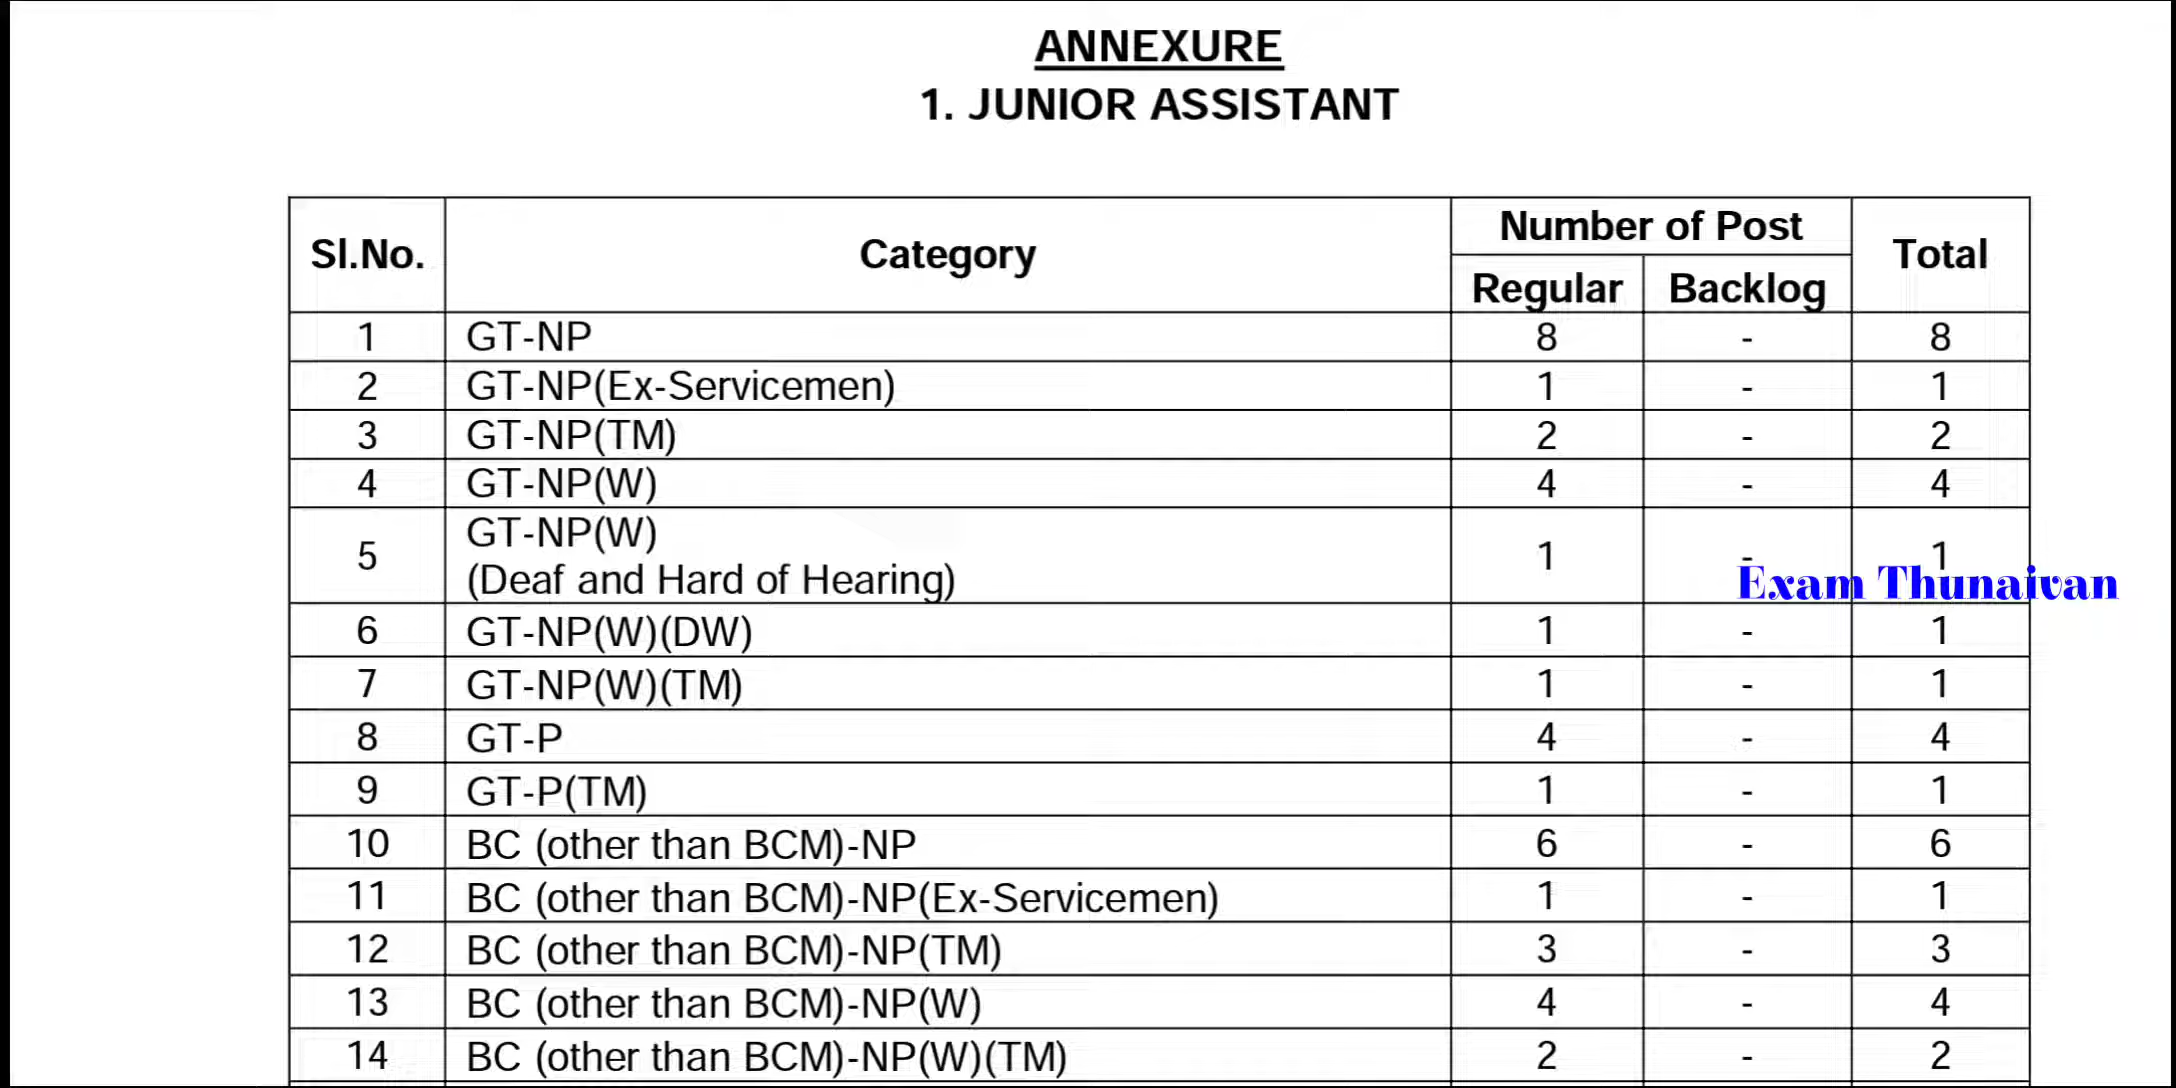 ANNEXURE
1. JUNIOR ASSISTANT
Sl.No. Category Number of Post Total
Regular Backlog
1 GT-NP 8 - 8
2 GT-NP(Ex-Servicemen) 1 - 1
3 GT-NP(TM) 2 - 2
4 GT-NP(W) 4 - 4
5 GT-NP(W) 1 - 1
(Deaf and Hard of Hearing)
Exam Thunaivan
6 GT-NP(W)(DW) 1 - 1
7 GT-NP(W)(TM) 1 - 1
8 GT-P 4 - 4
9 GT-P(TM) 1 - 1
10 BC (other than BCM)-NP 6 - 6
11 BC (other than BCM)-NP(Ex-Servicemen) 1 - 1
12 BC (other than BCM)-NP(TM) 3 - 3
13 BC (other than BCM)-NP(W) 4 - 4
14 BC (other than BCM)-NP(W)(TM) 2 - 2